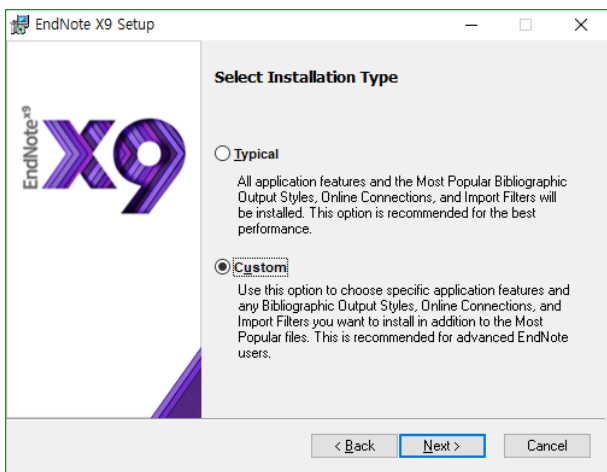 EndNote X9 Setup
Select Installation Type
EndNote x9
X9
Typical
All application features and the Most Popular Bibliographic
Output Styles, Online Connections, and Import Filters will
be installed. This option is recommended for the best
performance.
Custom
Use this option to choose specific application features and
any Bibliographic Output Styles, Online Connections, and
Import Filters you want to install in addition to the Most
Popular files. This is recommended for advanced EndNote
users.
< Back
Next >
Cancel